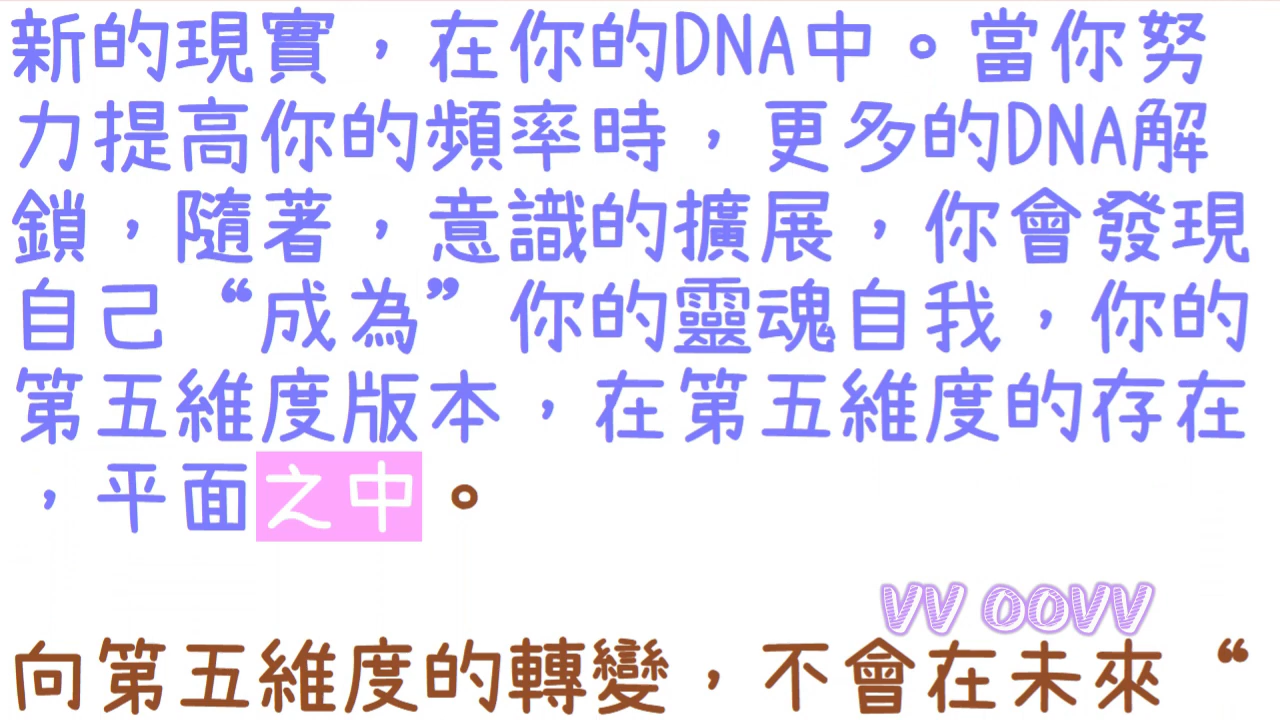 新的現實，在你的DNA中。當你努
力提高你的頻率時，更多的DNA解
鎖，隨著，意識的擴展，你會發現
自己“成為”你的靈魂自我，你的
第五維度版本，在第五維度的存在
，平面之中。
VV OOVV
向第五維度的轉變，不會在未來“